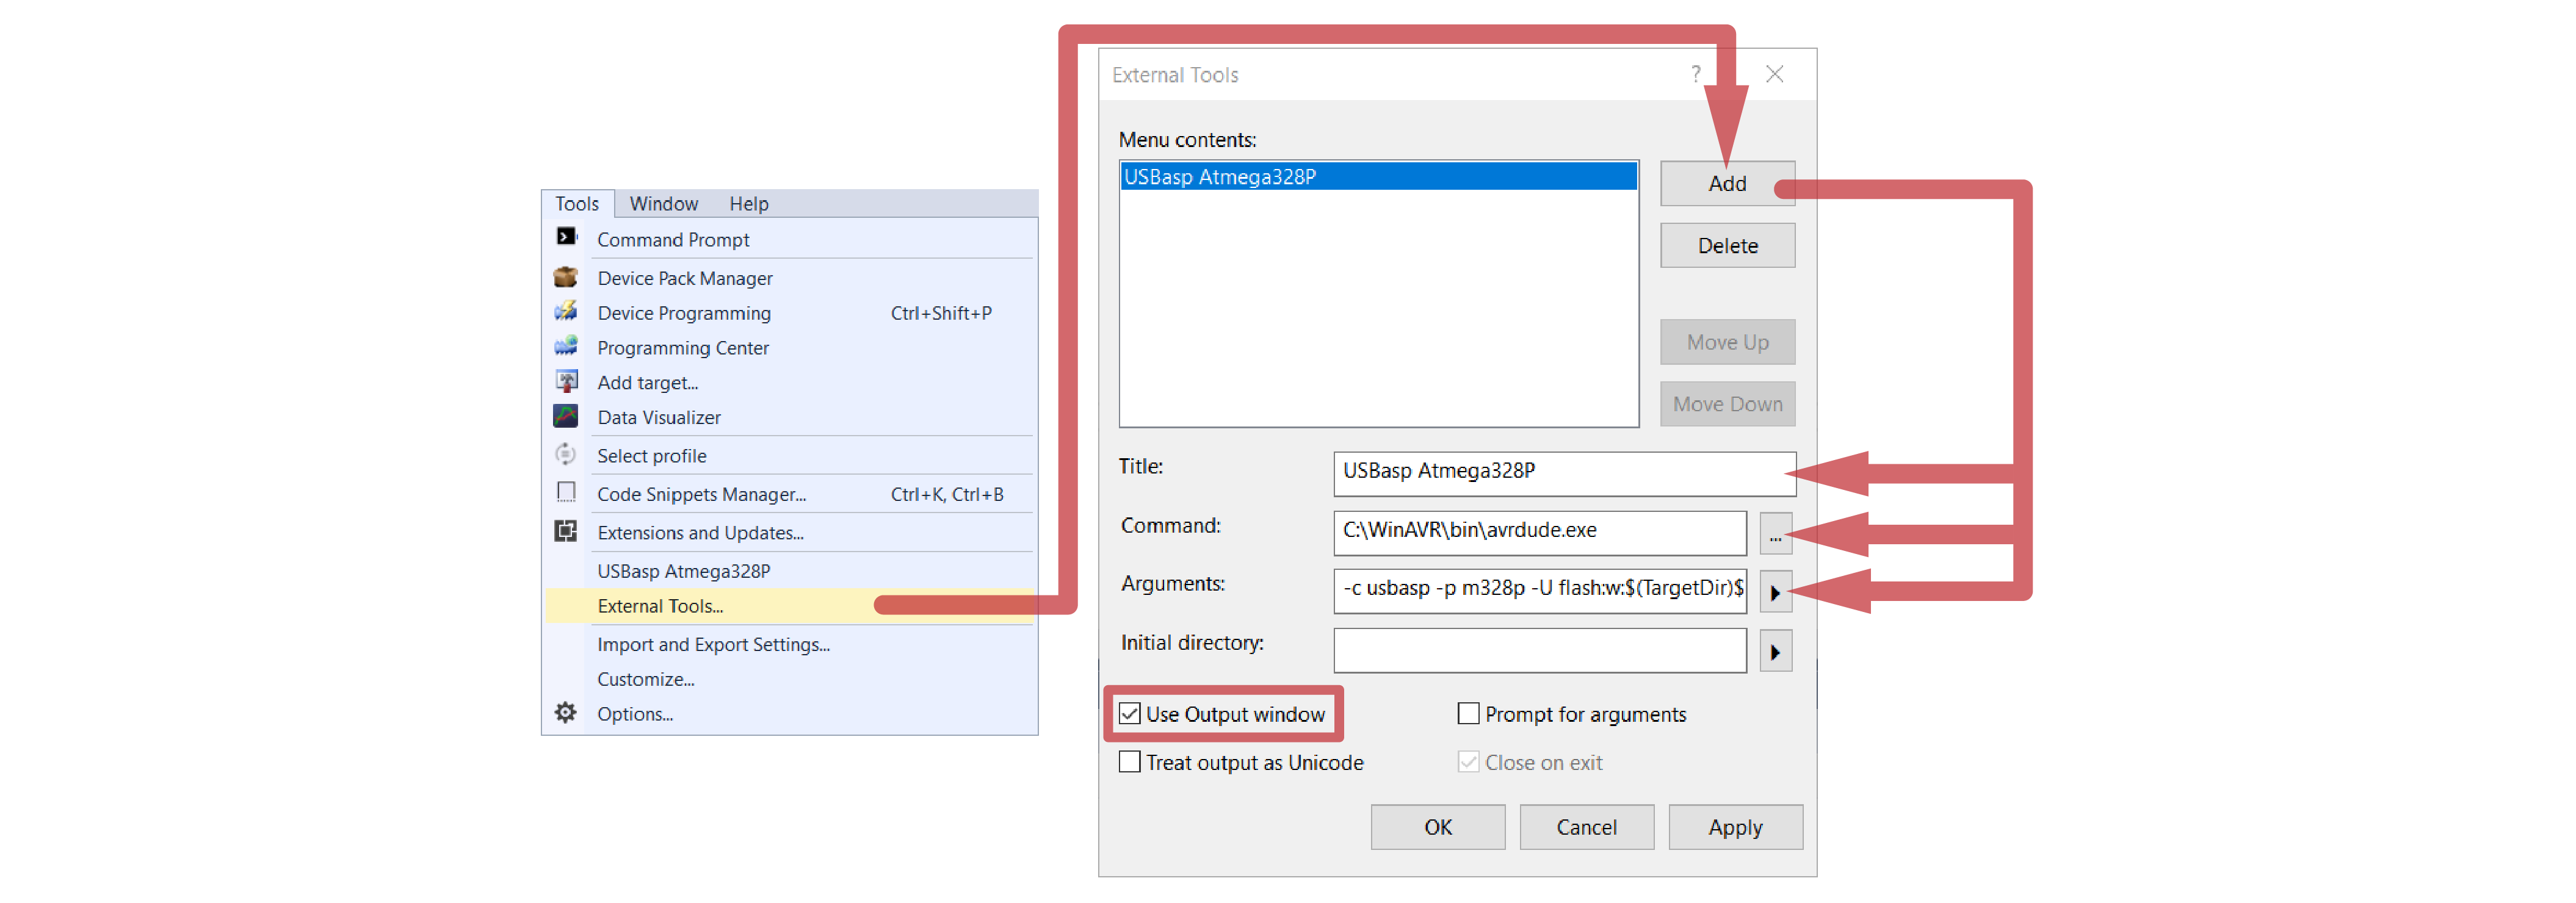 Tools Window Help
Command Prompt
Device Pack Manager
Device Programming Ctrl+Shift+P
Programming Center
Add target...
Data Visualizer
Select profile
Code Snippets Manager... Ctrl+K, Ctrl+B
Extensions and Updates...
USBasp Atmega328P
External Tools...
Import and Export Settings...
Customize...
Options...
External Tools ?
Menu contents:
USBasp Atmega328P
Add
Delete
Move Up
Move Down
Title: USBasp Atmega328P
Command: C:\WinAVR\bin\avrdude.exe ...
Arguments: -c usbasp -p m328p -U flash:w:$(TargetDir)$
Initial directory:
Use Output window Prompt for arguments
Treat output as Unicode Close on exit
OK Cancel Apply